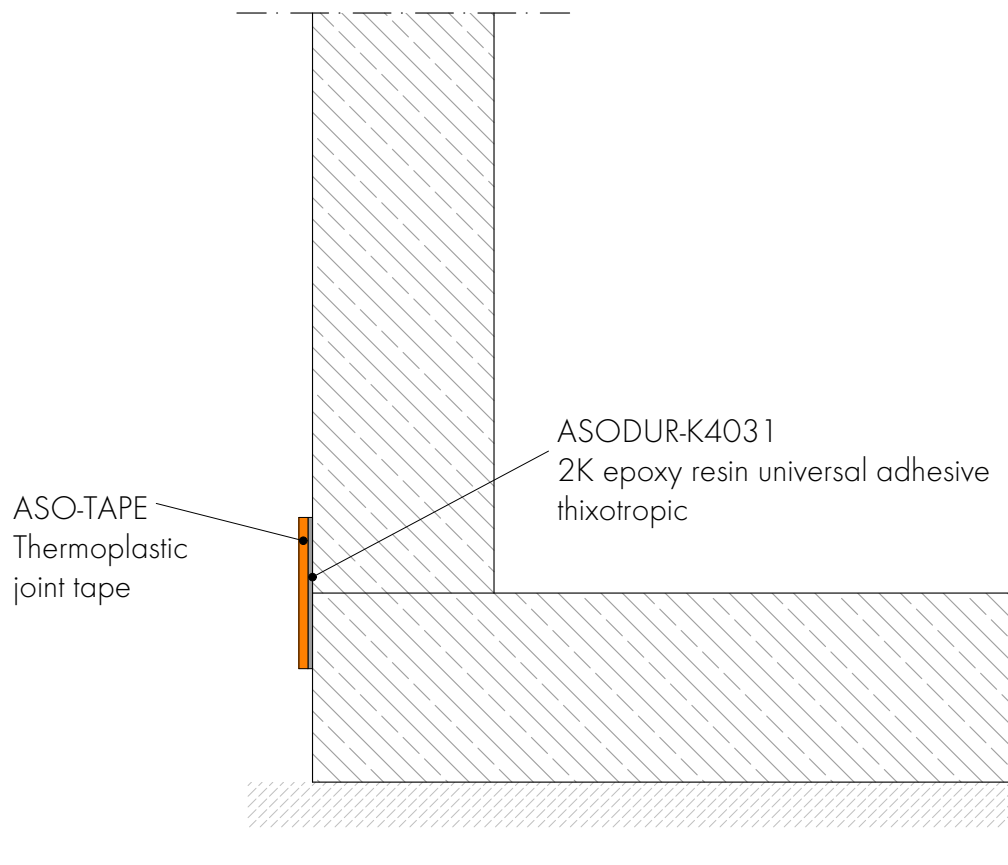 ASODUR-K4031
2K epoxy resin universal adhesive
thixotropic
ASO-TAPE
Thermoplastic
joint tape